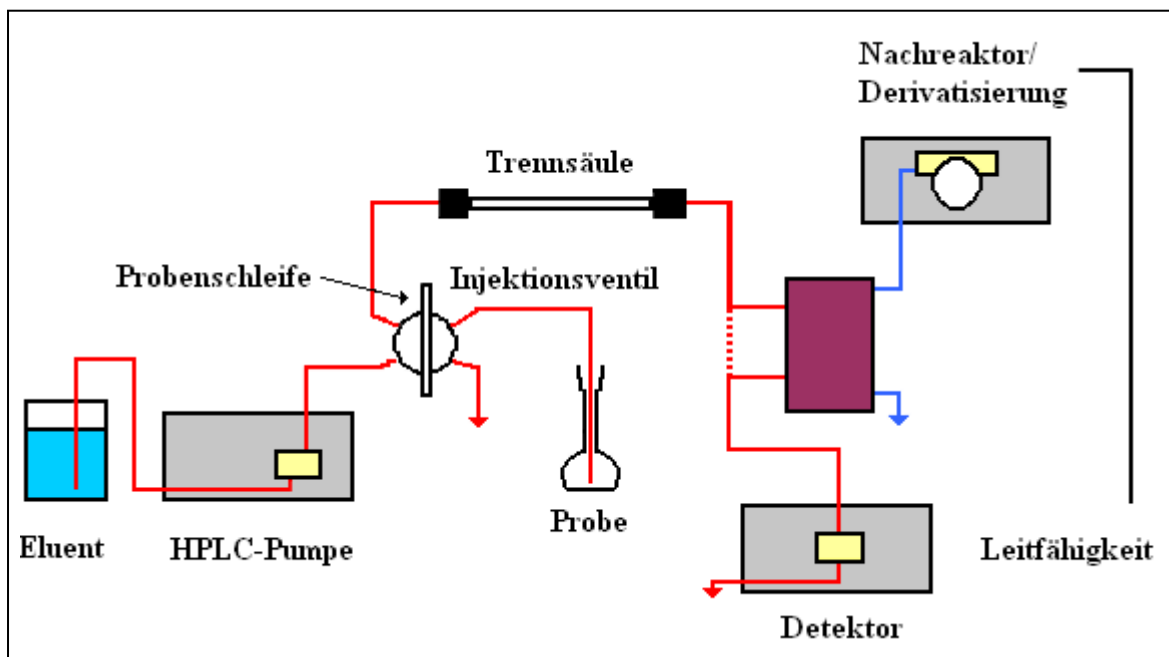 Nachreaktor/
Derivatisierung
Trennsäule
Probenschleife
Injektionsventil
Eluent
HPLC-Pumpe
Probe
Detektor
Leitfähigkeit